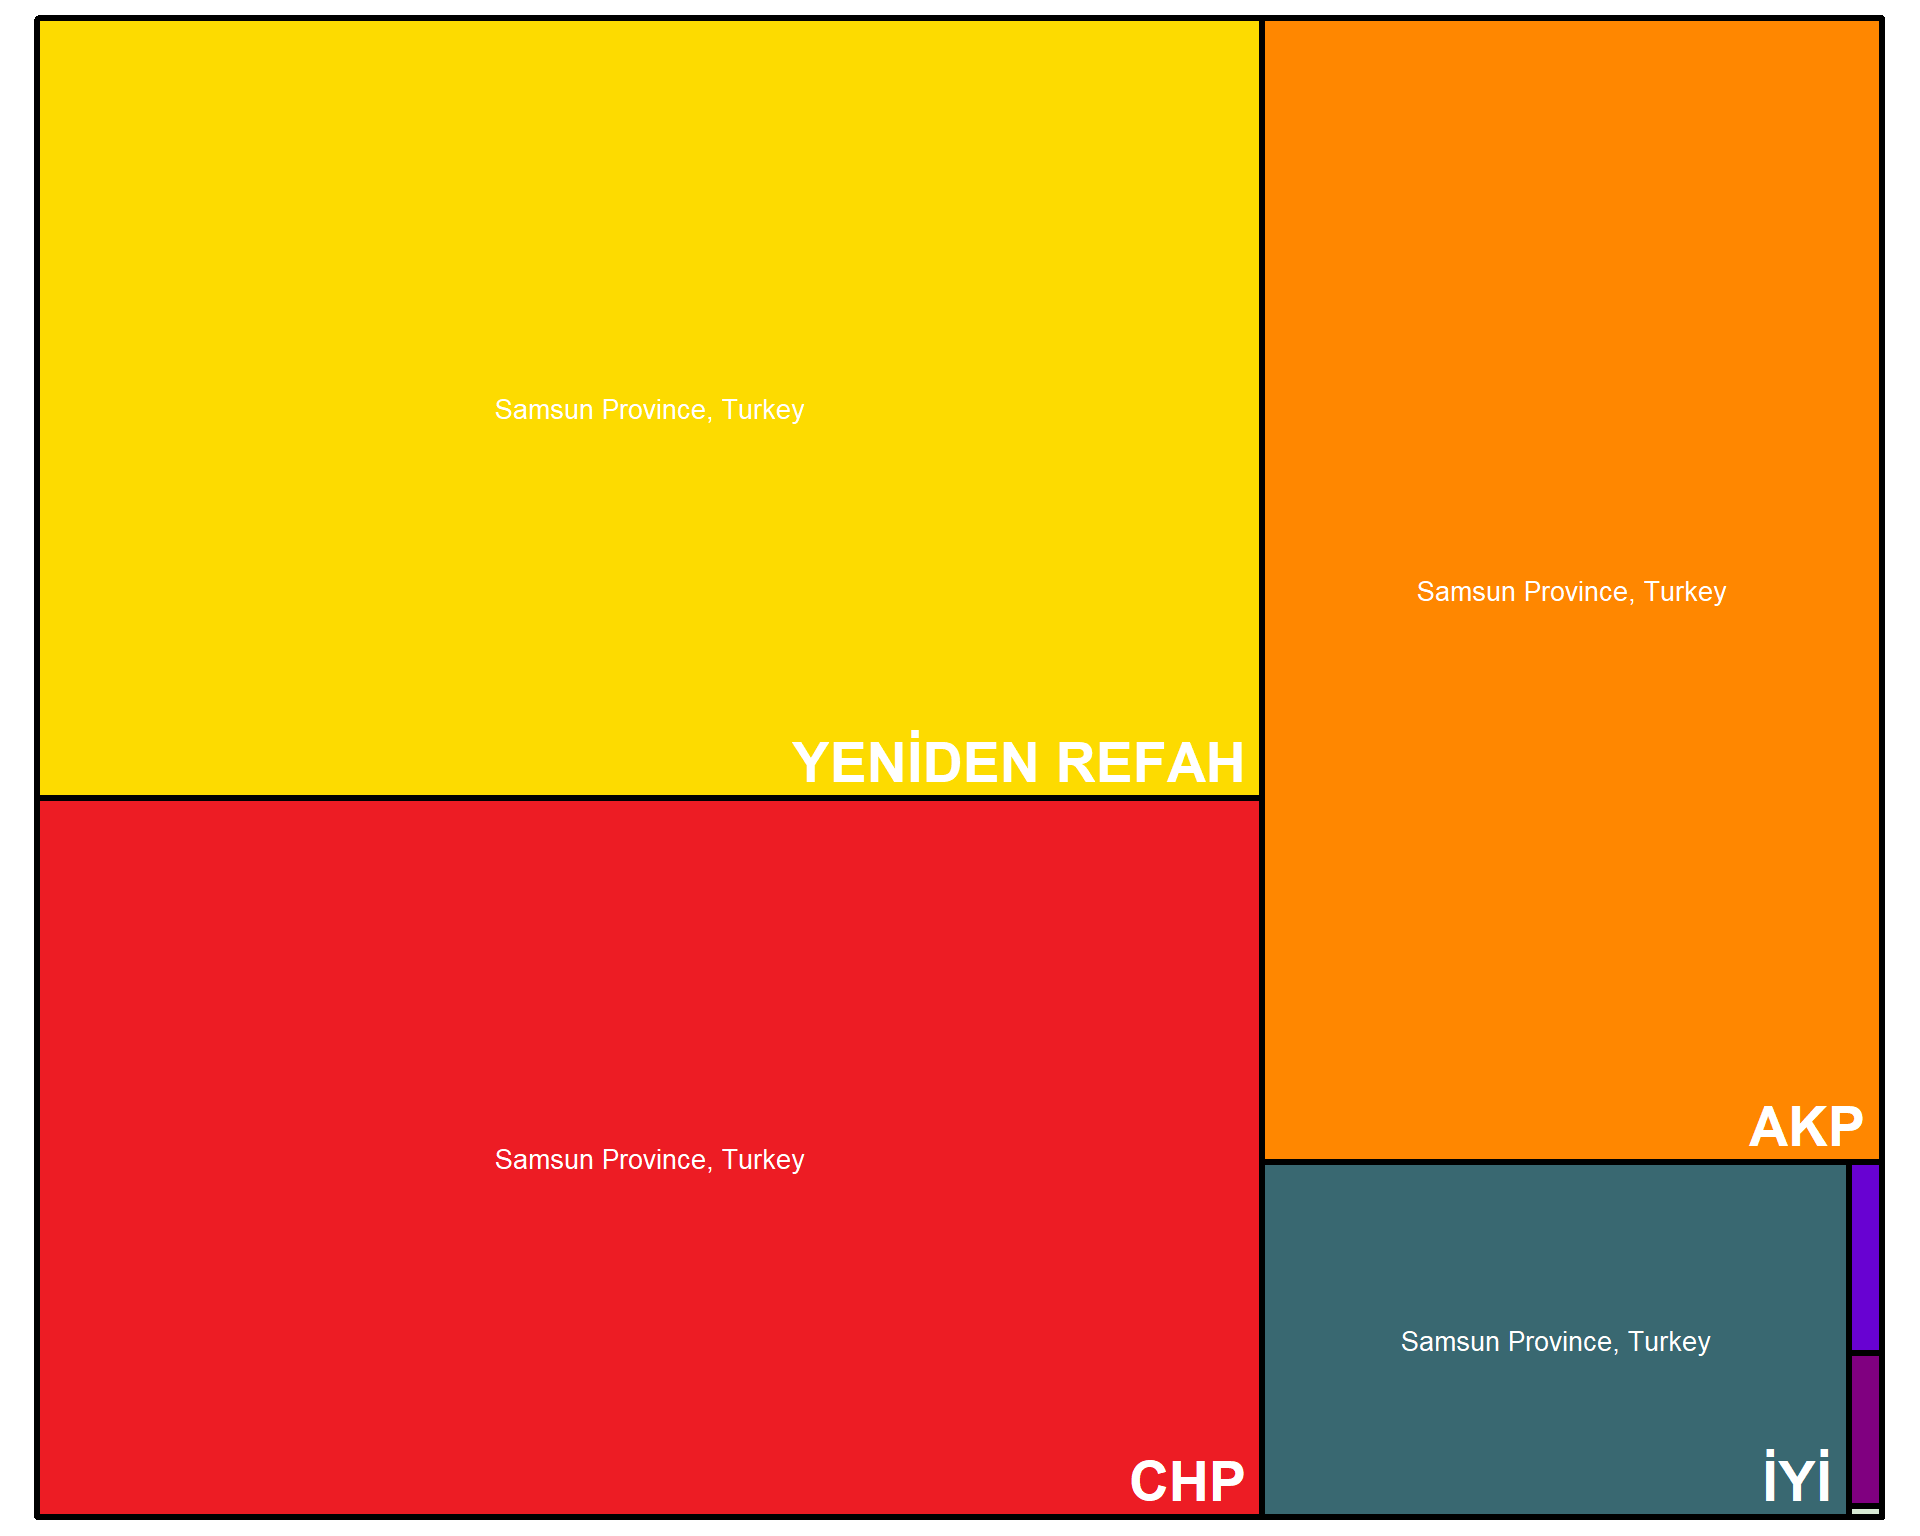 Samsun Province, Turkey
YENİDEN REFAH
Samsun Province, Turkey
CHP
Samsun Province, Turkey
AKP
Samsun Province, Turkey
İYİ